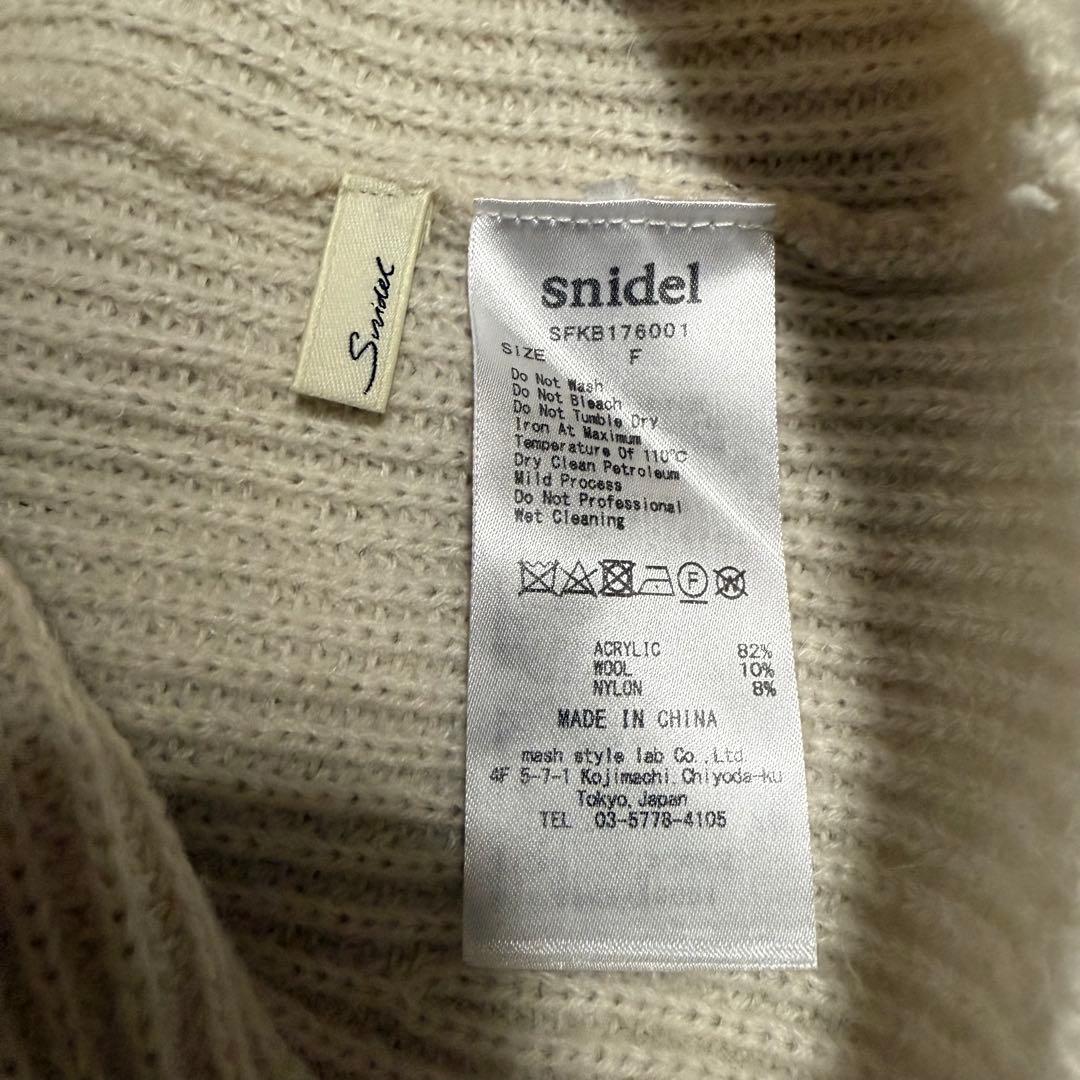 Snidel
snidel
SFKB176001
SIZE F
Do Not Wash
Do Not Bleach
Do Not Tumble Dry
Iron At Maximum
Temperature Of 110℃
Dry Clean Petroleum
Mild Process
Do Not Professional
Wet Cleaning
F
W
ACRYLIC 82%
WOOL 10%
NYLON 8%
MADE IN CHINA
mash style lab Co.,Ltd
4F 5-7-1 Kojimachi,Chiyoda-ku
Tokyo,Japan
TEL 03-5778-4105